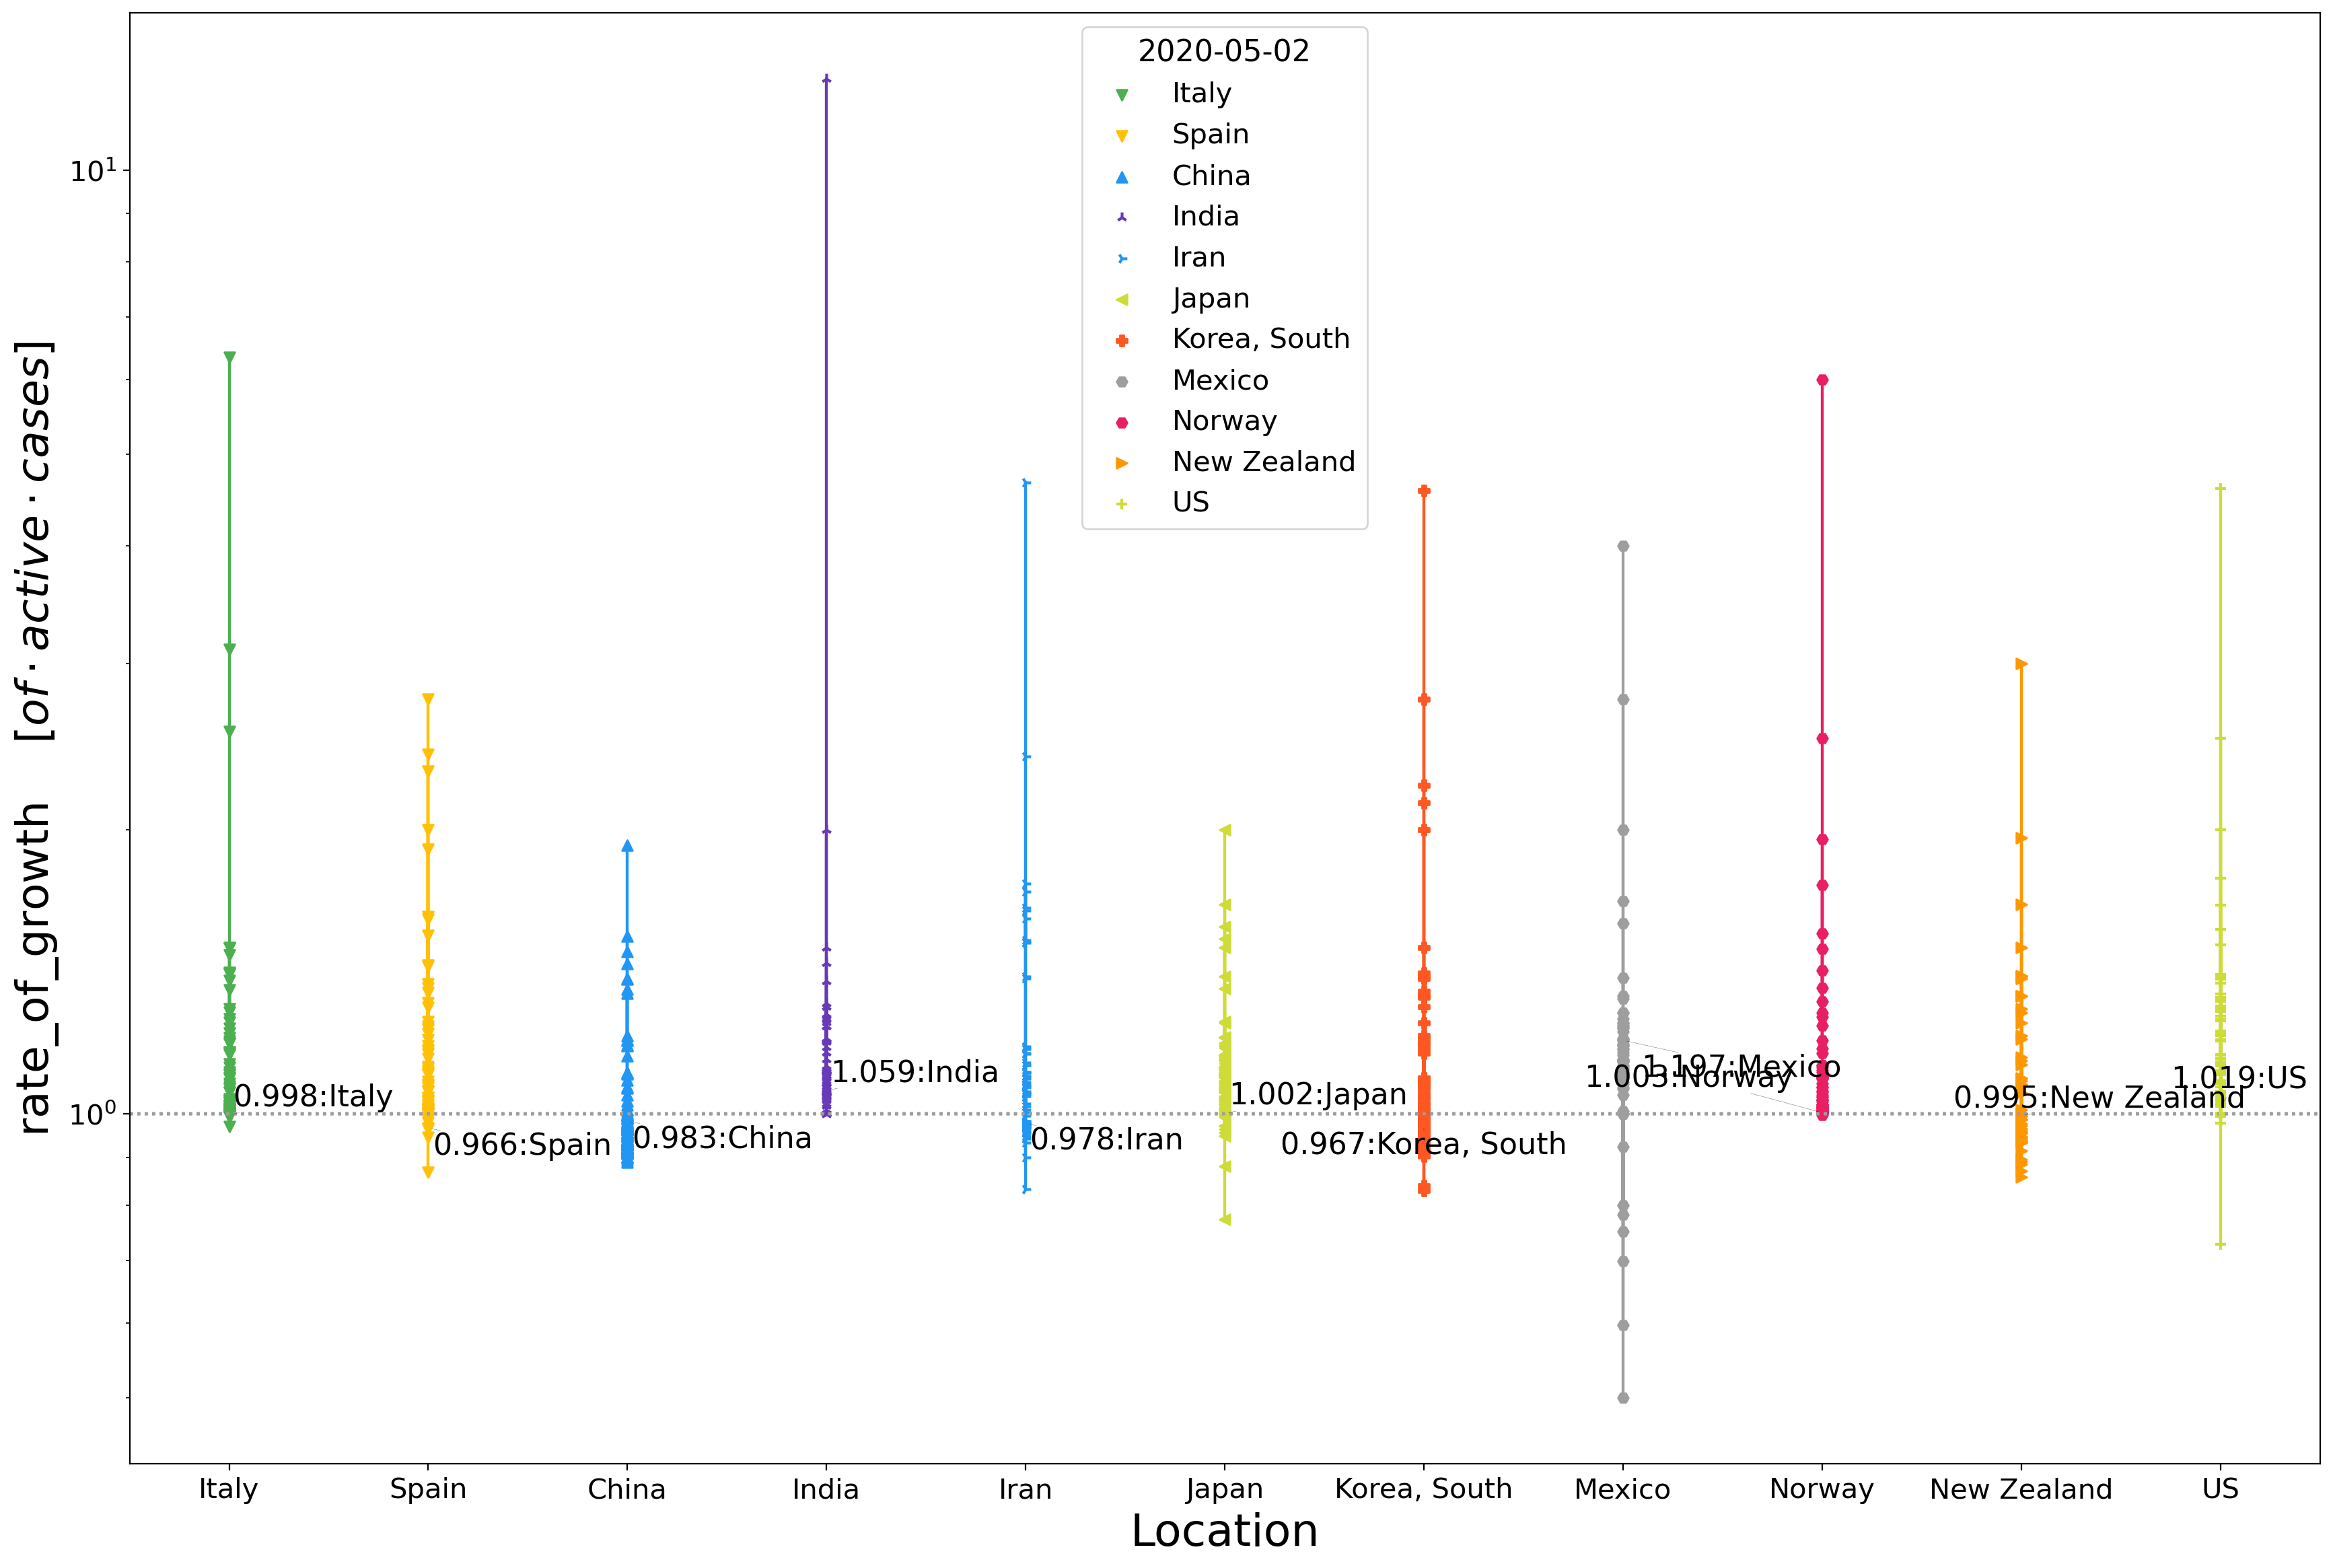 2020-05-02
Italy
Spain
China
India
Iran
Japan
Korea, South
Mexico
Norway
New Zealand
US
rate_of_growth [of · active · cases]
10¹
10⁰
0.998:Italy
0.966:Spain
0.983:China
1.059:India
0.978:Iran
1.002:Japan
0.967:Korea, South
1.197:Mexico
1.003:Norway
0.995:New Zealand
1.019:US
Italy Spain China India Iran Japan Korea, South Mexico Norway New Zealand US
Location